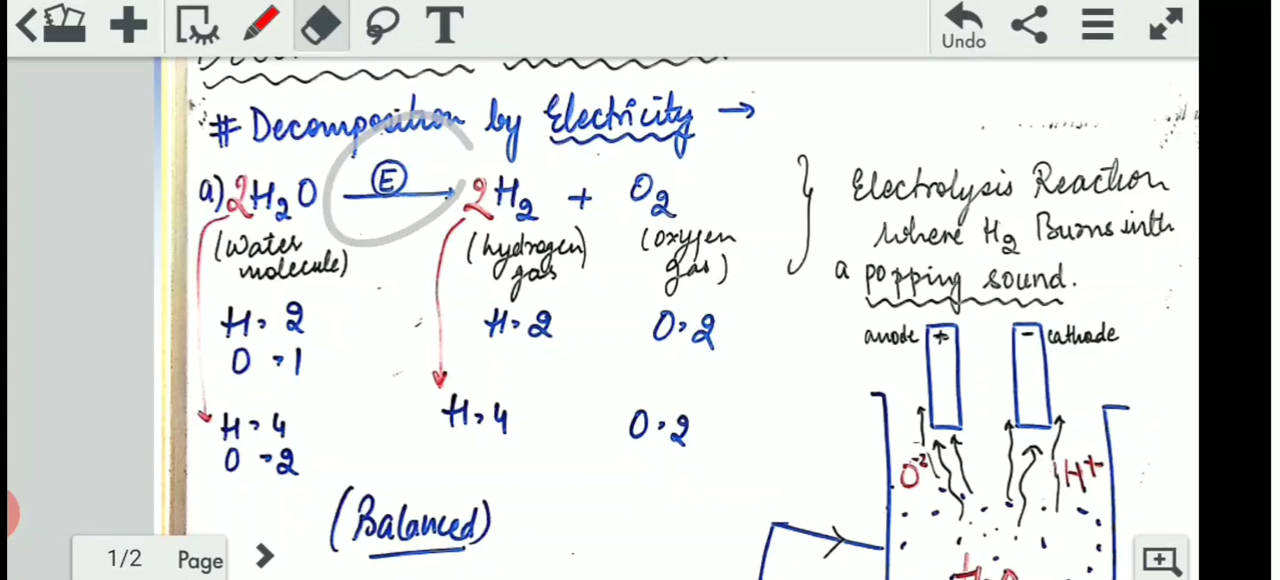 Undo
# Decomposition by Electricity →
a) 2H₂O —Ⓔ→ 2H₂ + O₂
(water molecule)
(hydrogen gas)
(oxygen gas)
Electrolysis Reaction
where H₂ Burns with
a popping sound.
H = 2
O = 1
H = 2
O = 2
H = 4
O = 2
H = 4
O = 2
(Balanced)
anode +
- cathode
O⁻²
H+
1/2 Page